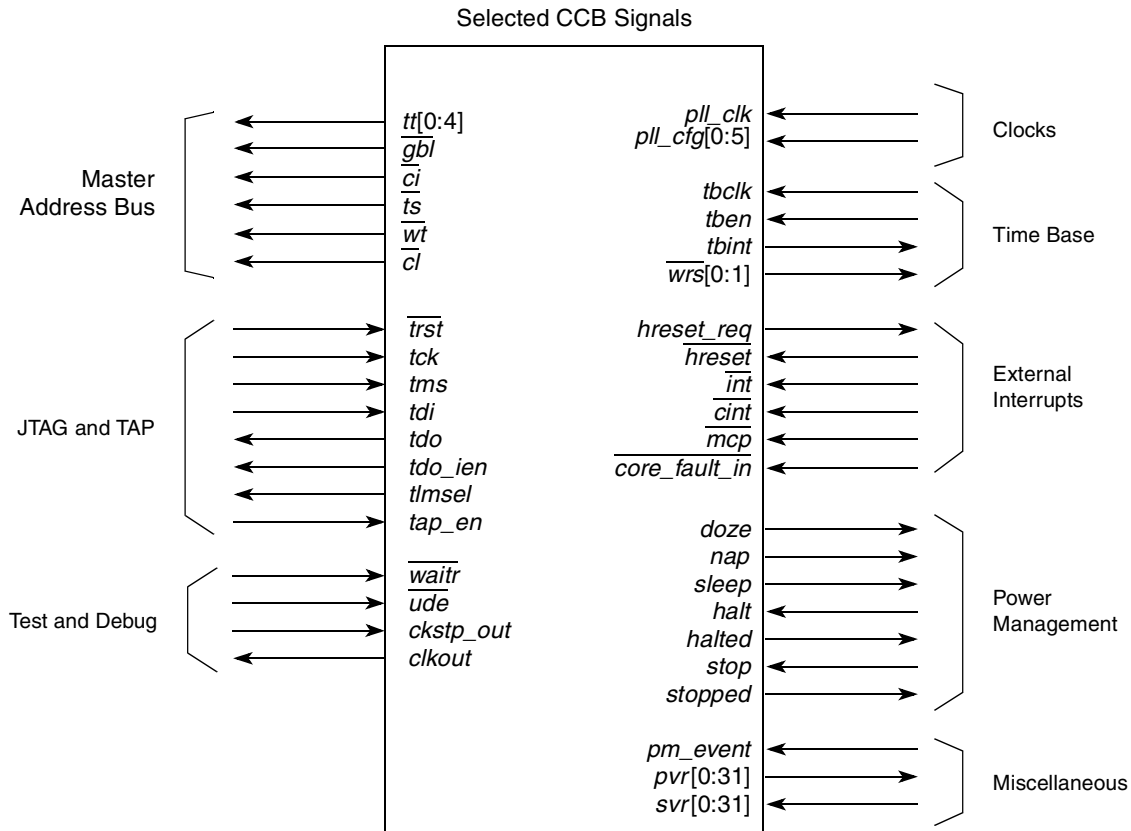 Selected CCB Signals
Master
Address Bus
tt[0:4]
gbl
ci
ts
wt
cl
JTAG and TAP
trst
tck
tms
tdi
tdo
tdo_ien
tlmsel
tap_en
Test and Debug
waitr
ude
ckstp_out
clkout
pll_clk
pll_cfg[0:5]
Clocks
tbclk
tben
tbint
wrs[0:1]
Time Base
hreset_req
hreset
int
cint
mcp
core_fault_in
External
Interrupts
doze
nap
sleep
halt
halted
stop
stopped
Power
Management
pm_event
pvr[0:31]
svr[0:31]
Miscellaneous